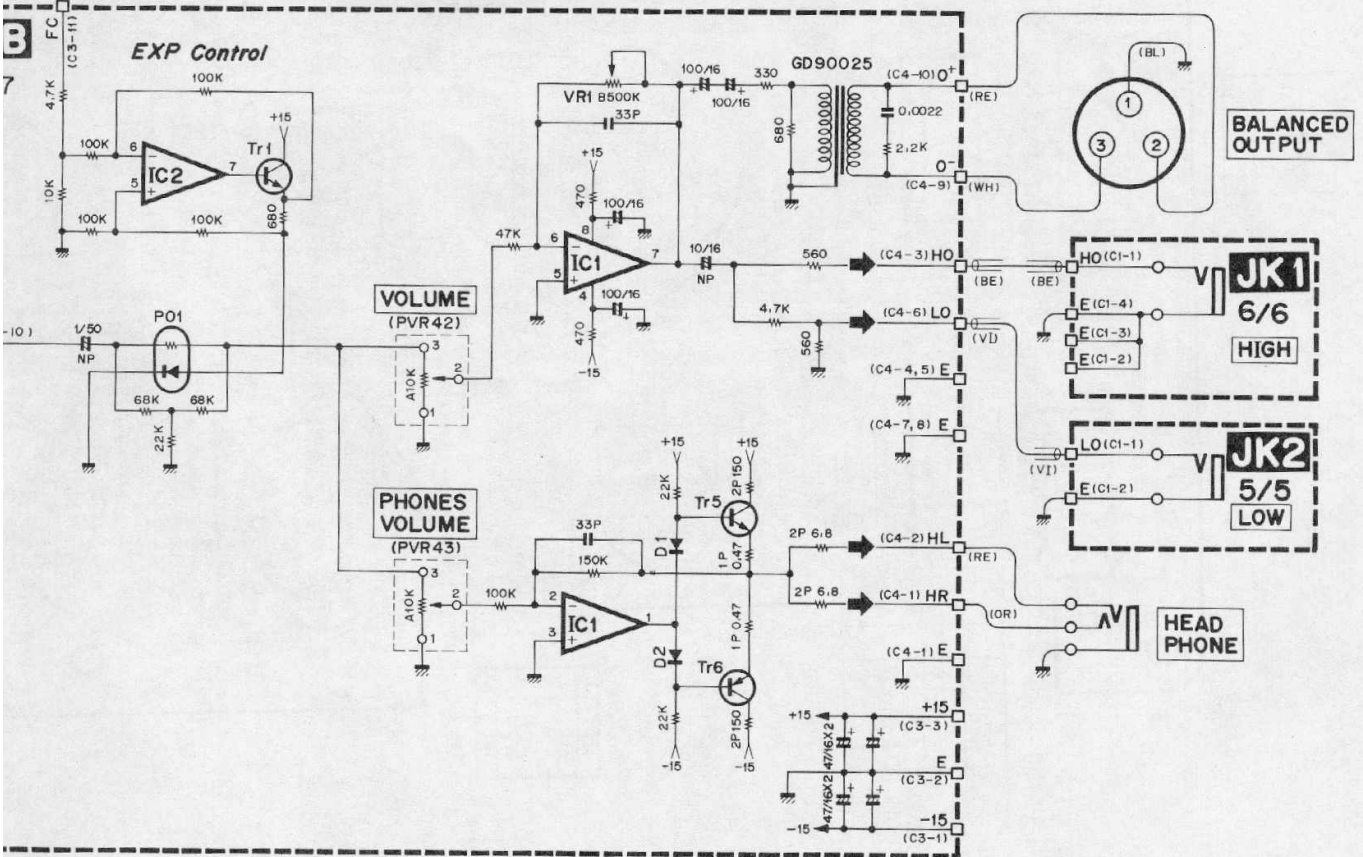 B
FC
(C3-11)
EXP Control
7
4.7K
100K
+15
Tr1
100K
6
−
IC2
7
5
+
10K
100K
100K
680
-10)
1/50
NP
PO1
68K
68K
22K
VOLUME
(PVR42)
3
A10K
2
1
PHONES
VOLUME
(PVR43)
3
A10K
2
1
47K
VR1 B500K
33P
+15
470
100/16
8
6
−
IC1
7
5
+
4
100/16
470
-15
100/16
100/16
330
680
GD90025
(C4-10) O+
(RE)
0.0022
2.2K
O-
(C4-9)
(WH)
(BL)
1
3
2
BALANCED
OUTPUT
10/16
NP
560
(C4-3) HO
(BE)
(BE)
4.7K
560
(C4-6) LO
(VI)
(C4-4,5) E
(C4-7,8) E
HO(C1-1)
E(C1-4)
E(C1-3)
E(C1-2)
JK1
6/6
HIGH
(VI)
LO(C1-1)
E(C1-2)
JK2
5/5
LOW
100K
33P
150K
2
−
IC1
1
3
+
+15
22K
D1
D2
22K
-15
+15
2P150
Tr5
1P
0.47
1P 0.47
Tr6
2P150
-15
2P 6.8
(C4-2) HL
(RE)
2P 6.8
(C4-1) HR
(OR)
(C4-1) E
HEAD
PHONE
+15
+15
(C3-3)
47/16X2
E
(C3-2)
47/16X2
-15
-15
(C3-1)